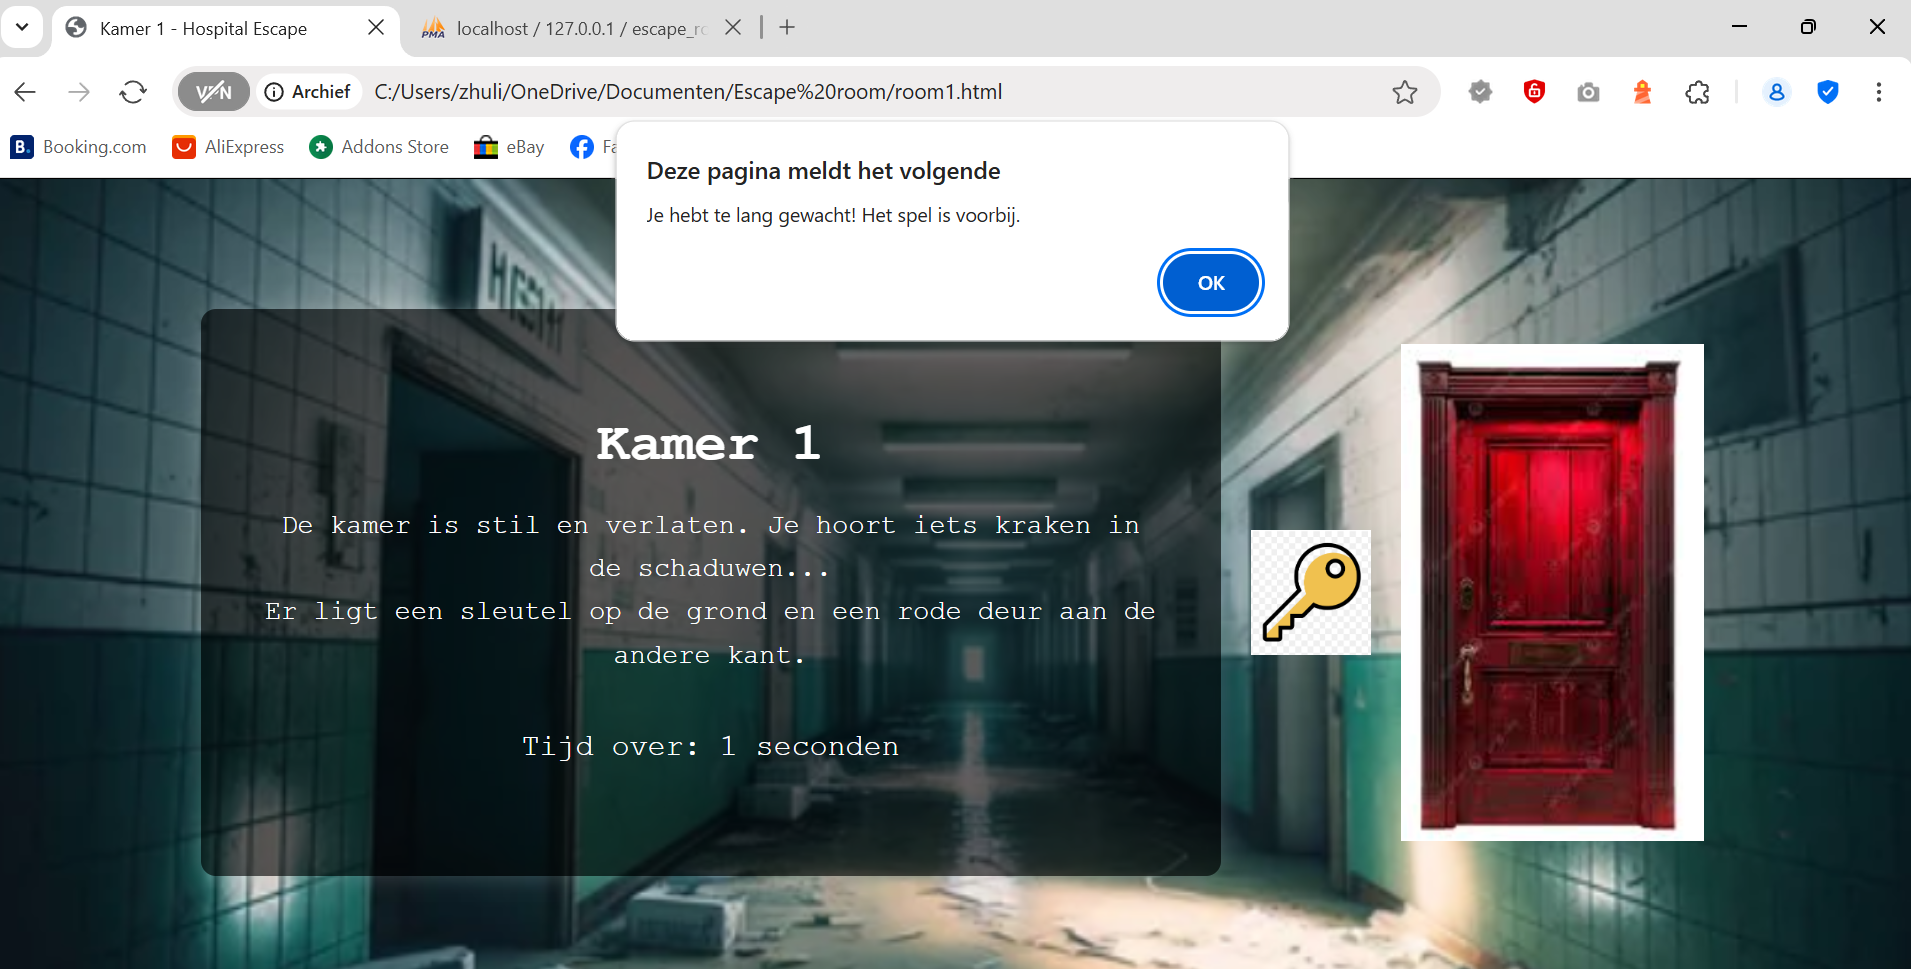 Kamer 1 - Hospital Escape
localhost / 127.0.0.1 / escape_ro
VPN
Archief
C:/Users/zhuli/OneDrive/Documenten/Escape%20room/room1.html
Booking.com
AliExpress
Addons Store
eBay
Fa
Deze pagina meldt het volgende
Je hebt te lang gewacht! Het spel is voorbij.
OK
Kamer 1
De kamer is stil en verlaten. Je hoort iets kraken in
de schaduwen...
Er ligt een sleutel op de grond en een rode deur aan de
andere kant.
Tijd over: 1 seconden